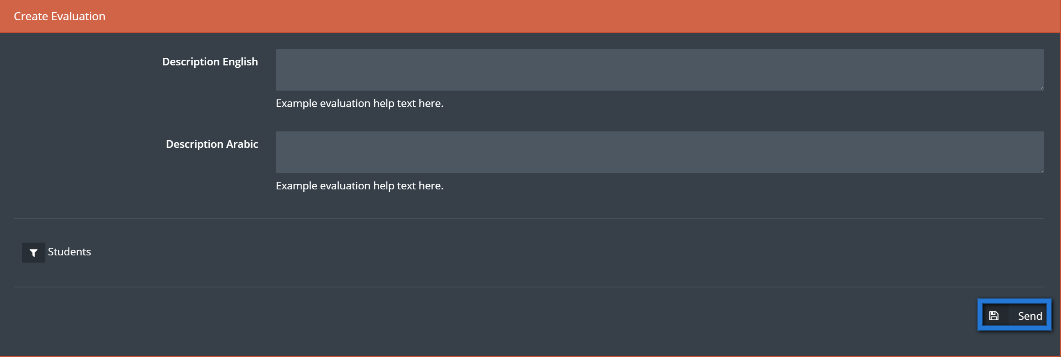 Create Evaluation
Description English
Example evaluation help text here.
Description Arabic
Example evaluation help text here.
Students
Send